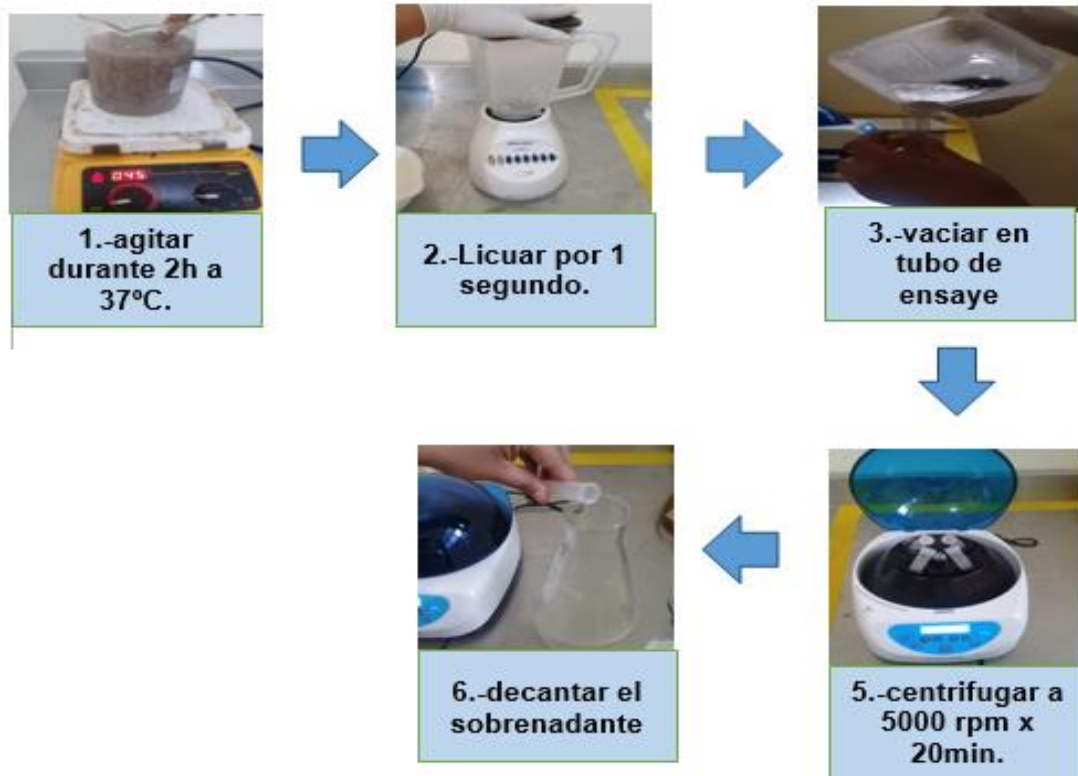 045
1.-agitar
durante 2h a
37ºC.
2.-Licuar por 1
segundo.
3.-vaciar en
tubo de
ensaye
6.-decantar el
sobrenadante
5.-centrifugar a
5000 rpm x
20min.